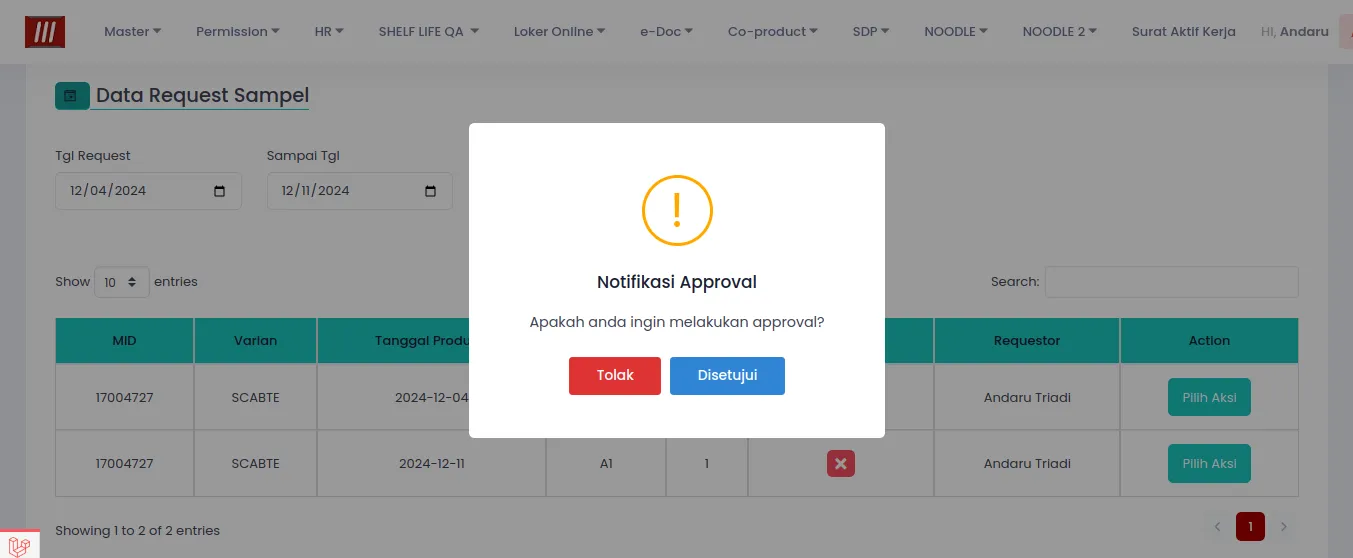 Master Permission HR SHELF LIFE QA Loker Online e-Doc Co-product SDP NOODLE NOODLE 2 Surat Aktif Kerja Hi, Andaru
Data Request Sampel
Tgl Request Sampai Tgl
12/04/2024 12/11/2024
Notifikasi Approval
Apakah anda ingin melakukan approval?
Tolak Disetujui
Show 10 entries Search:
MID Varian Tanggal Produ Requestor Action
17004727 SCABTE 2024-12-04 Andaru Triadi Pilih Aksi
17004727 SCABTE 2024-12-11 A1 1 Andaru Triadi Pilih Aksi
Showing 1 to 2 of 2 entries 1